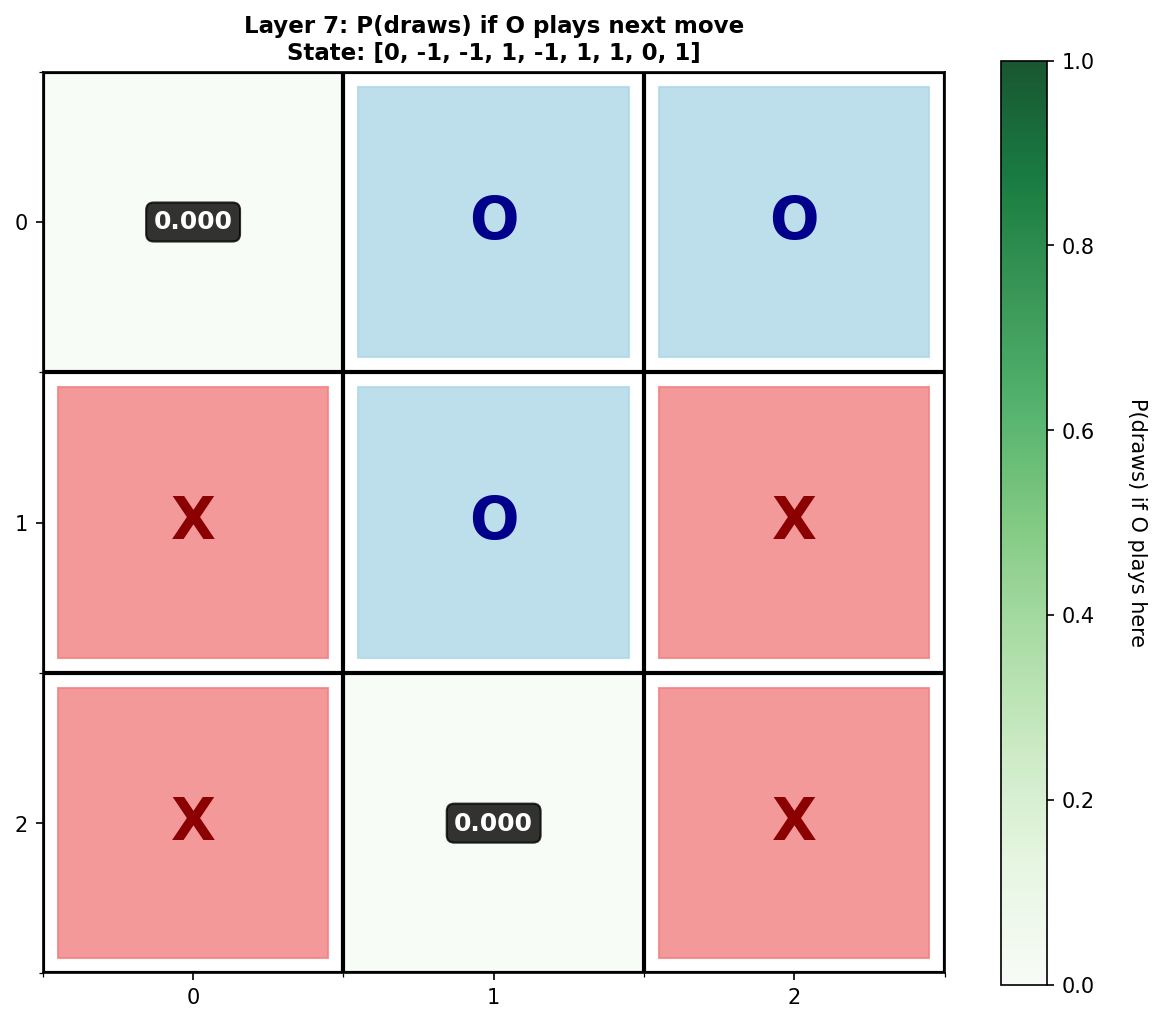 Layer 7: P(draws) if O plays next move
State: [0, -1, -1, 1, -1, 1, 1, 0, 1]
0 0.000 O O
1 X O X
2 X 0.000 X
0 1 2
1.0
0.8
0.6
0.4
0.2
0.0
P(draws) if O plays here